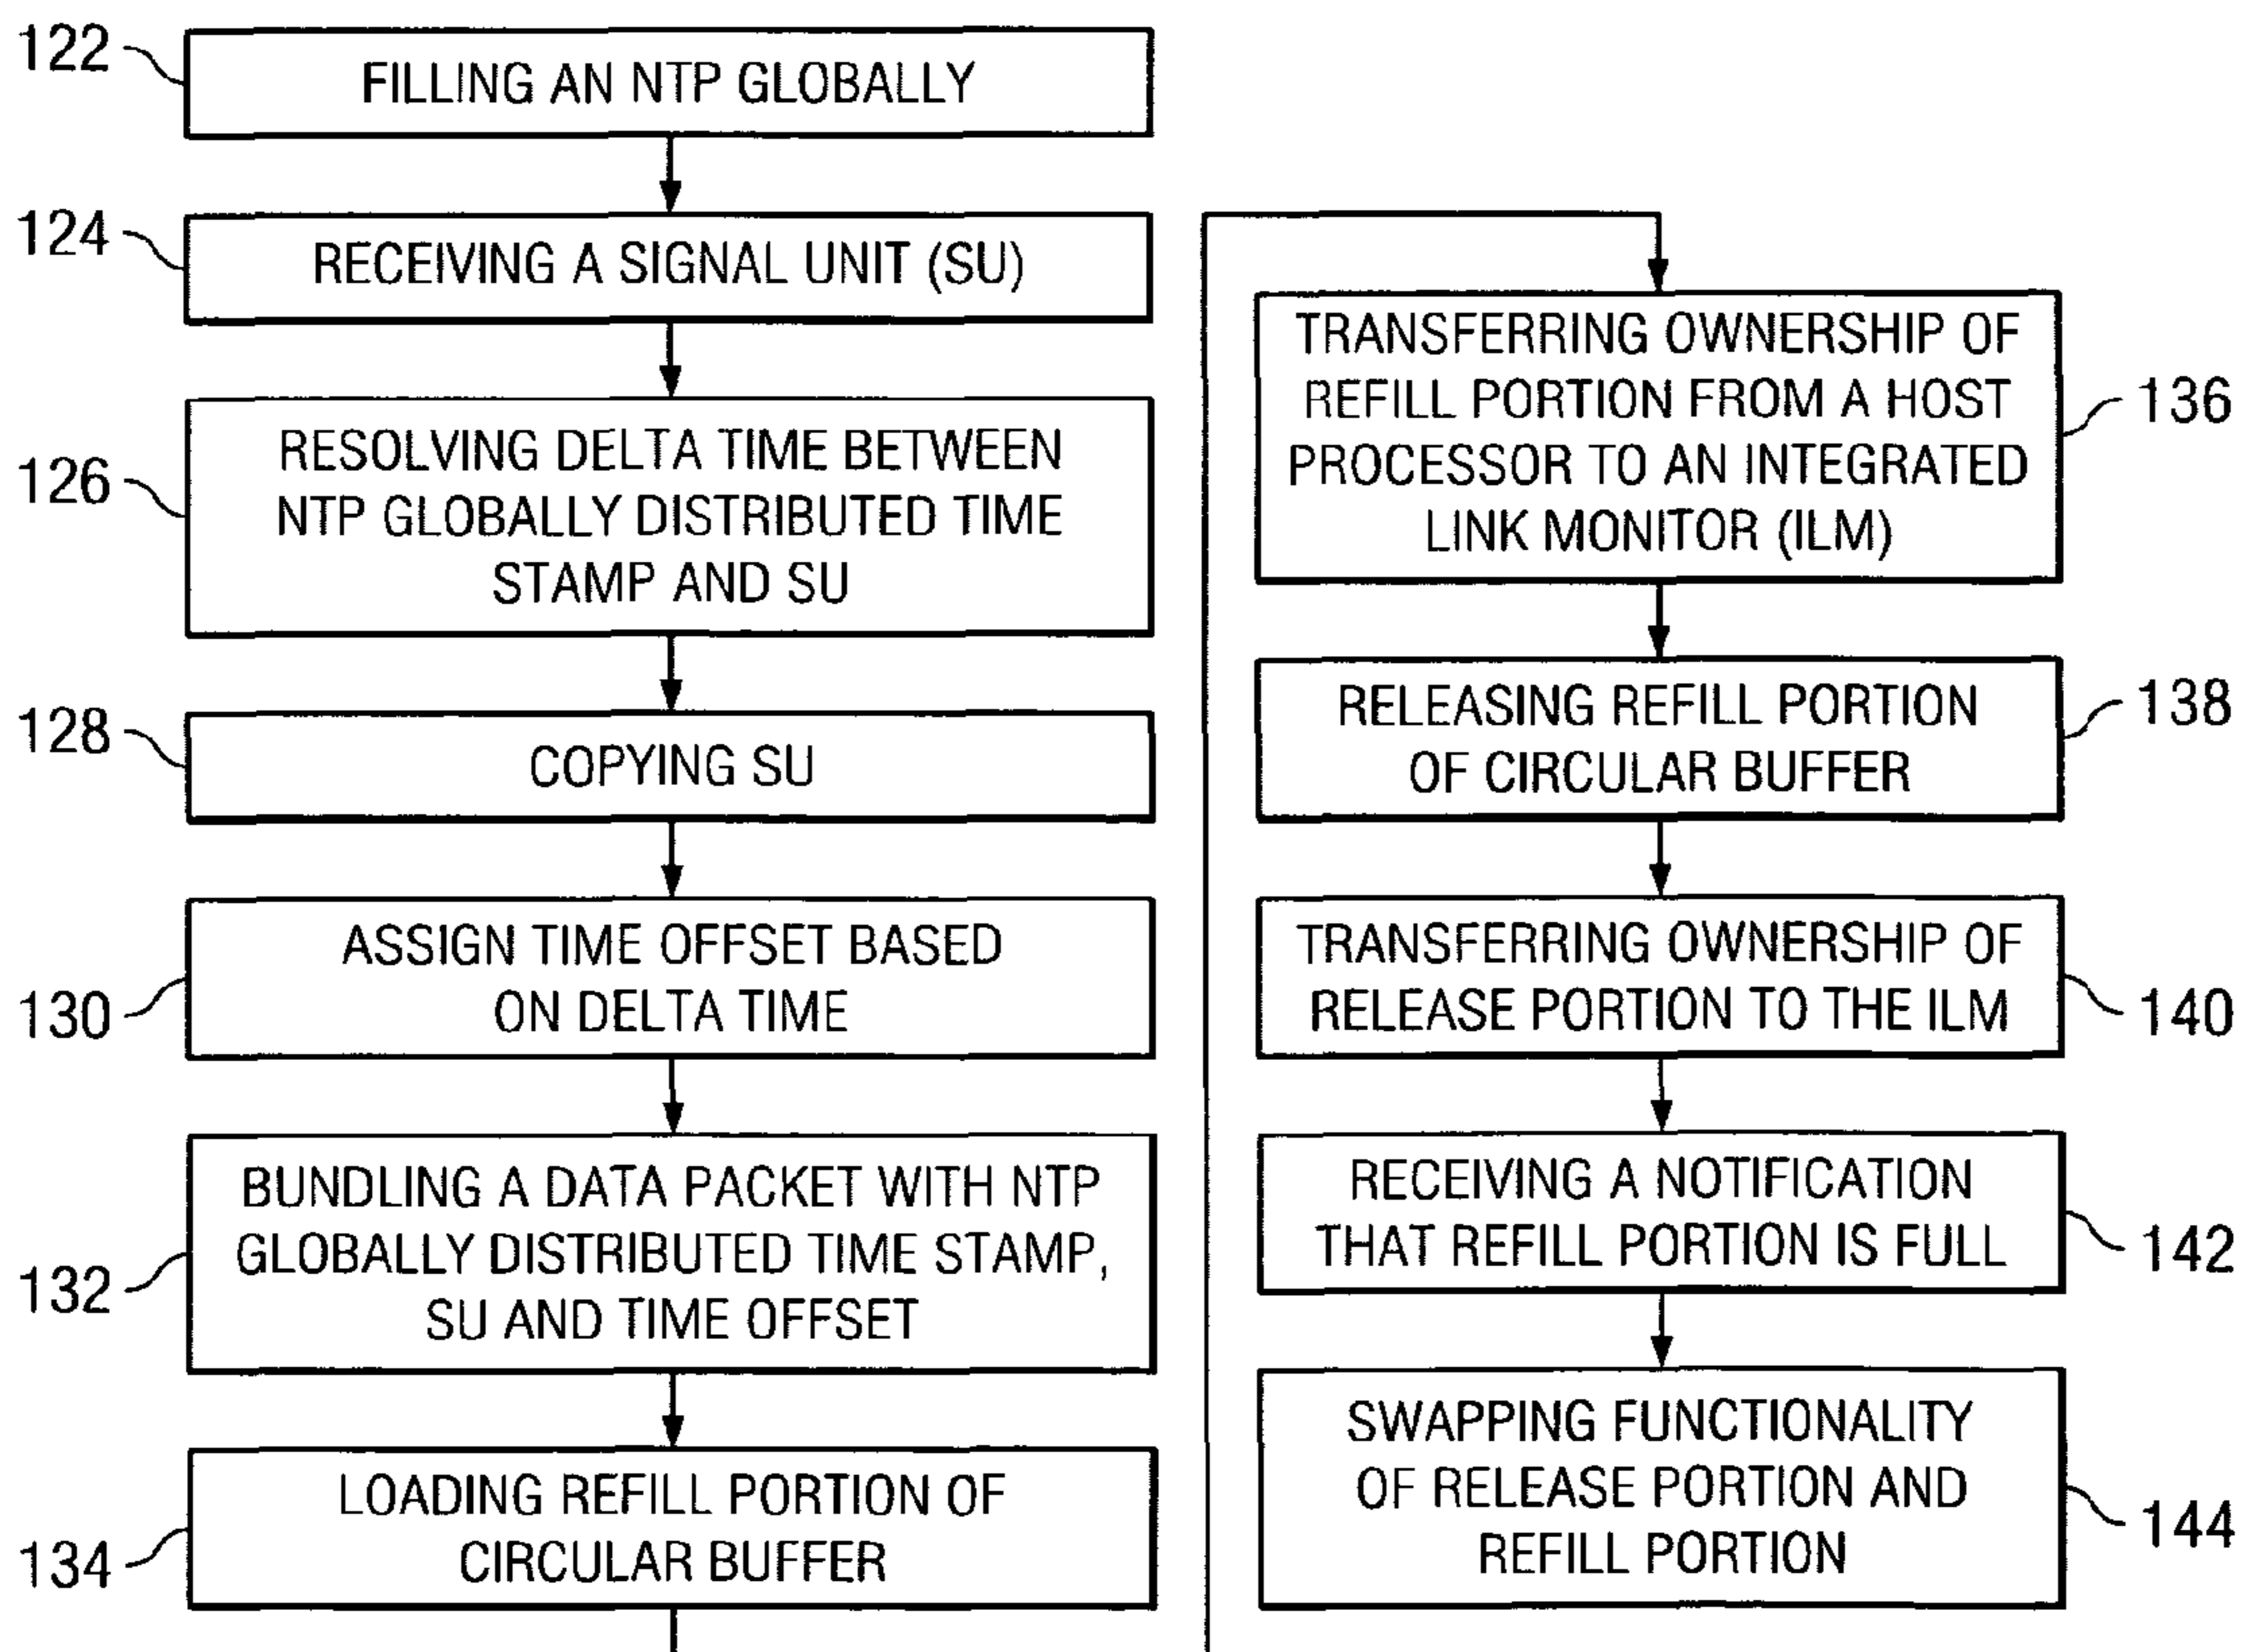 122
FILLING AN NTP GLOBALLY
124
RECEIVING A SIGNAL UNIT (SU)
126
RESOLVING DELTA TIME BETWEEN
NTP GLOBALLY DISTRIBUTED TIME
STAMP AND SU
128
COPYING SU
130
ASSIGN TIME OFFSET BASED
ON DELTA TIME
132
BUNDLING A DATA PACKET WITH NTP
GLOBALLY DISTRIBUTED TIME STAMP,
SU AND TIME OFFSET
134
LOADING REFILL PORTION OF
CIRCULAR BUFFER
TRANSFERRING OWNERSHIP OF
REFILL PORTION FROM A HOST
PROCESSOR TO AN INTEGRATED
LINK MONITOR (ILM)
136
RELEASING REFILL PORTION
OF CIRCULAR BUFFER
138
TRANSFERRING OWNERSHIP OF
RELEASE PORTION TO THE ILM
140
RECEIVING A NOTIFICATION
THAT REFILL PORTION IS FULL
142
SWAPPING FUNCTIONALITY
OF RELEASE PORTION AND
REFILL PORTION
144